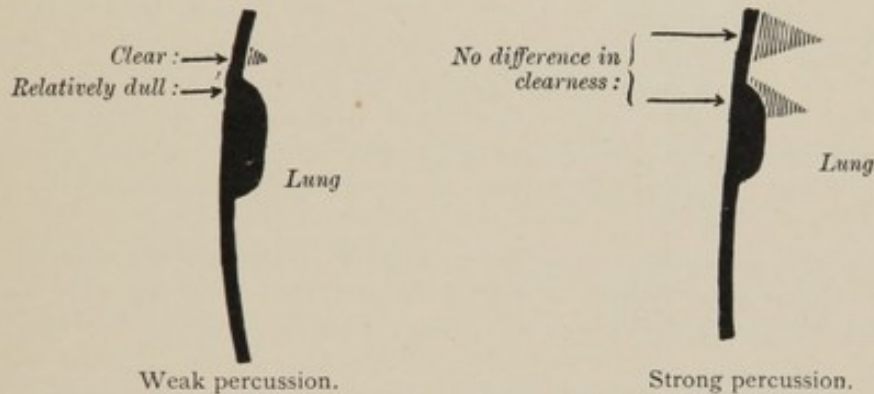 Clear :
Relatively dull :
Lung
Weak percussion.
No difference in
clearness :
Lung
Strong percussion.